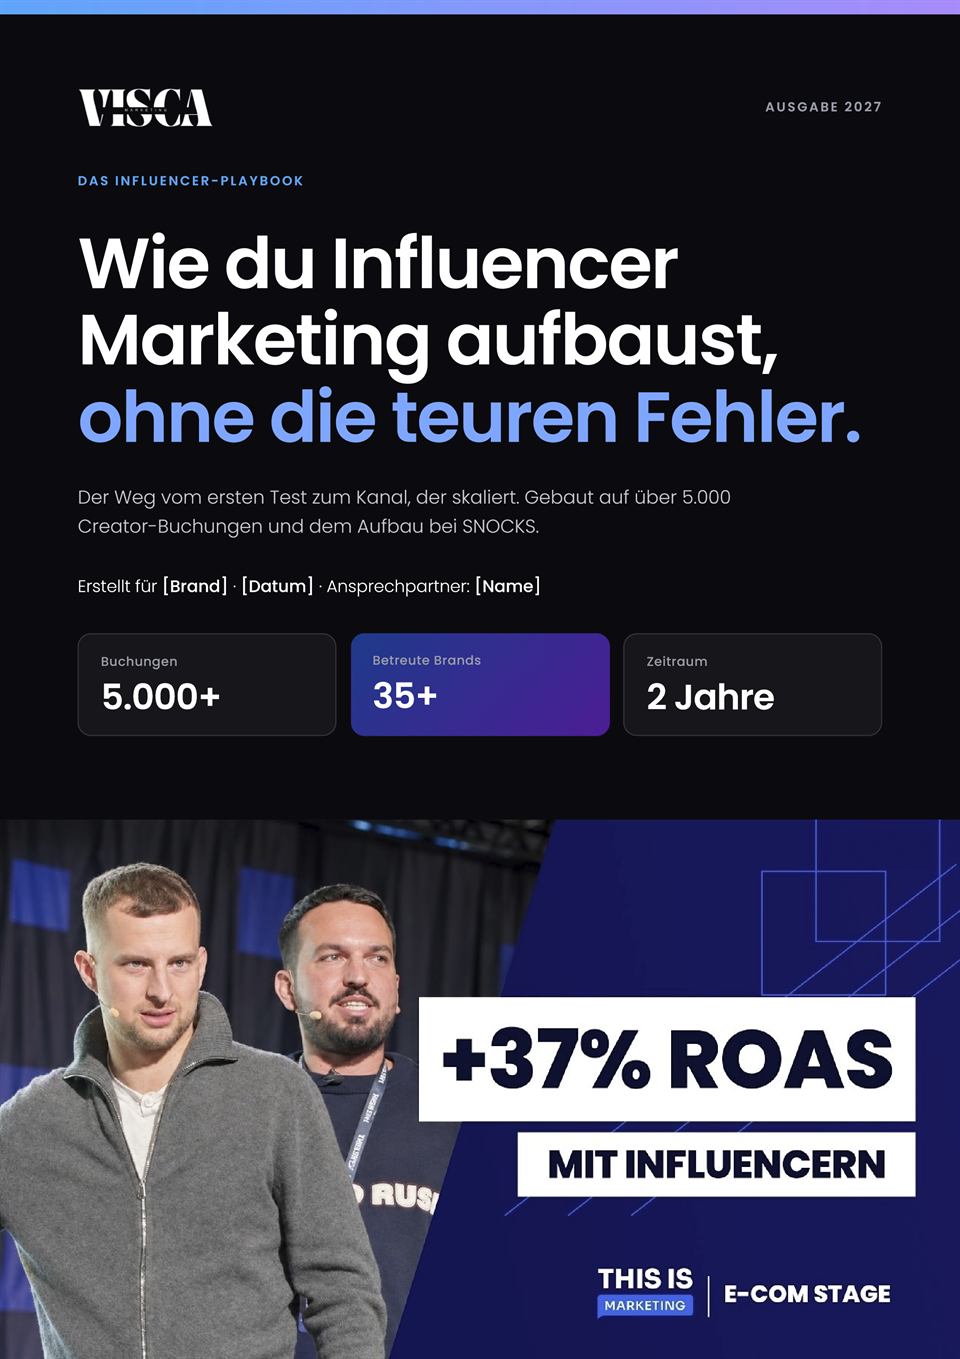 VISCA
MARKETING
AUSGABE 2027
DAS INFLUENCER-PLAYBOOK
Wie du Influencer
Marketing aufbaust,
ohne die teuren Fehler.
Der Weg vom ersten Test zum Kanal, der skaliert. Gebaut auf über 5.000
Creator-Buchungen und dem Aufbau bei SNOCKS.
Erstellt für [Brand] · [Datum] · Ansprechpartner: [Name]
Buchungen
5.000+
Betreute Brands
35+
Zeitraum
2 Jahre
+37% ROAS
MIT INFLUENCERN
THIS IS
MARKETING
E-COM STAGE